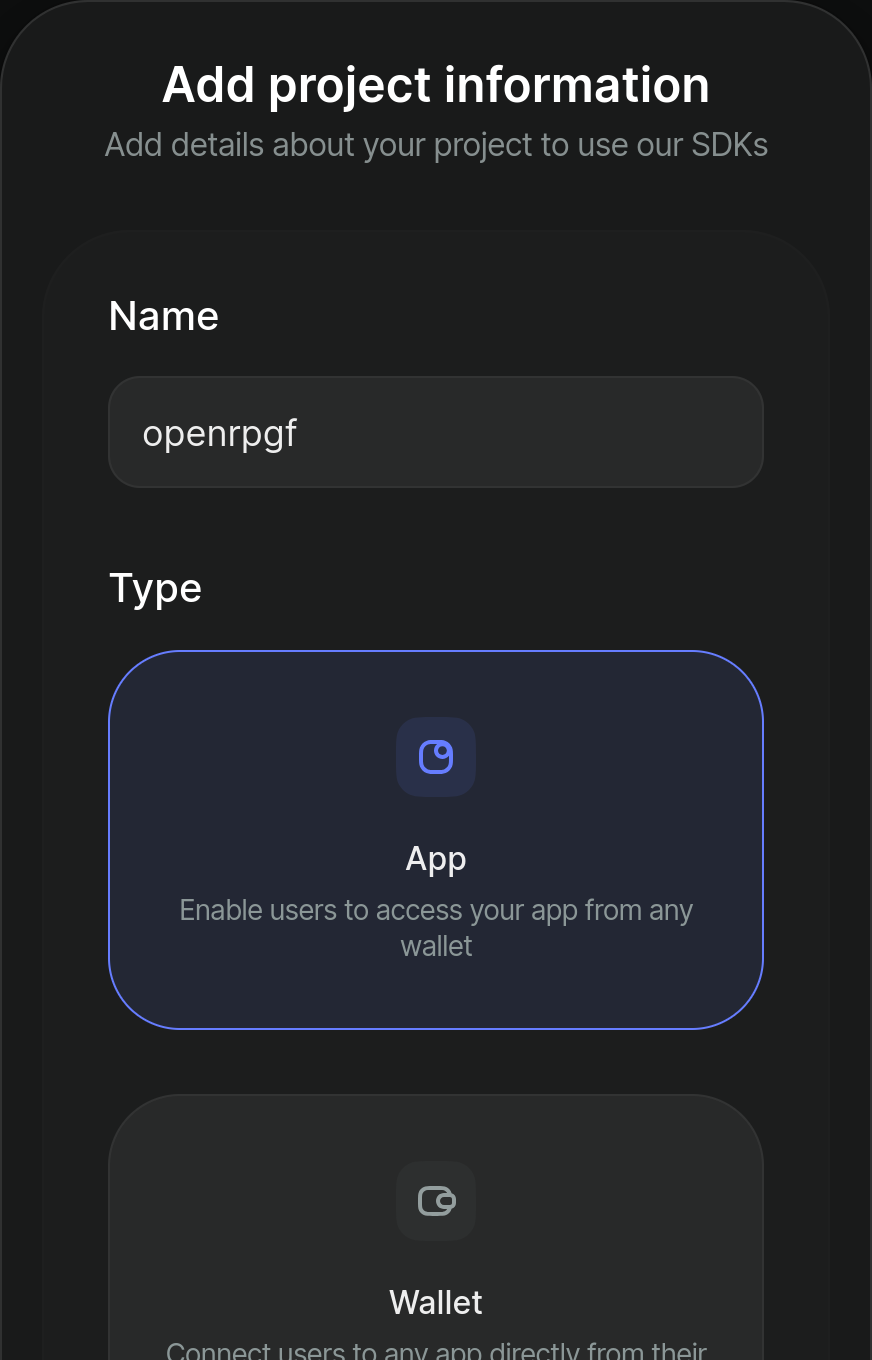 Add project information
Add details about your project to use our SDKs
Name
openrpgf
Type
App
Enable users to access your app from any
wallet
Wallet
Connect users to any app directly from their